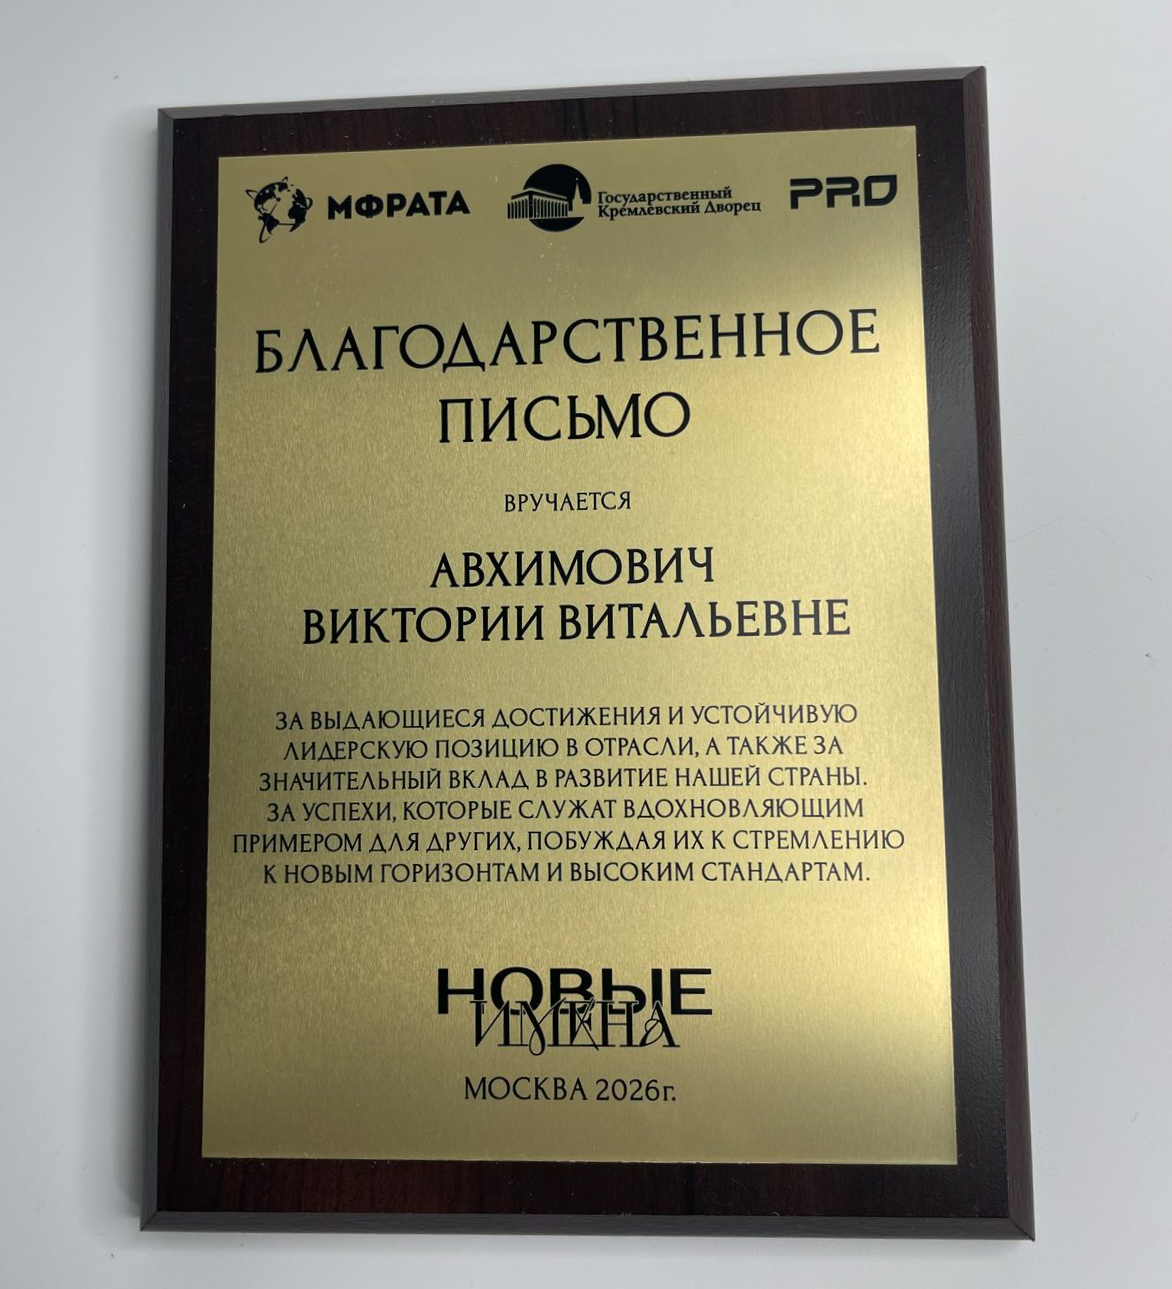 МФРАТА
Государственный
Кремлёвский Дворец
PRO
БЛАГОДАРСТВЕННОЕ
ПИСЬМО
ВРУЧАЕТСЯ
АВХИМОВИЧ
ВИКТОРИИ ВИТАЛЬЕВНЕ
ЗА ВЫДАЮЩИЕСЯ ДОСТИЖЕНИЯ И УСТОЙЧИВУЮ
ЛИДЕРСКУЮ ПОЗИЦИЮ В ОТРАСЛИ, А ТАКЖЕ ЗА
ЗНАЧИТЕЛЬНЫЙ ВКЛАД В РАЗВИТИЕ НАШЕЙ СТРАНЫ.
ЗА УСПЕХИ, КОТОРЫЕ СЛУЖАТ ВДОХНОВЛЯЮЩИМ
ПРИМЕРОМ ДЛЯ ДРУГИХ, ПОБУЖДАЯ ИХ К СТРЕМЛЕНИЮ
К НОВЫМ ГОРИЗОНТАМ И ВЫСОКИМ СТАНДАРТАМ.
НОВЫЕ
ИМЕНА
МОСКВА 2026г.